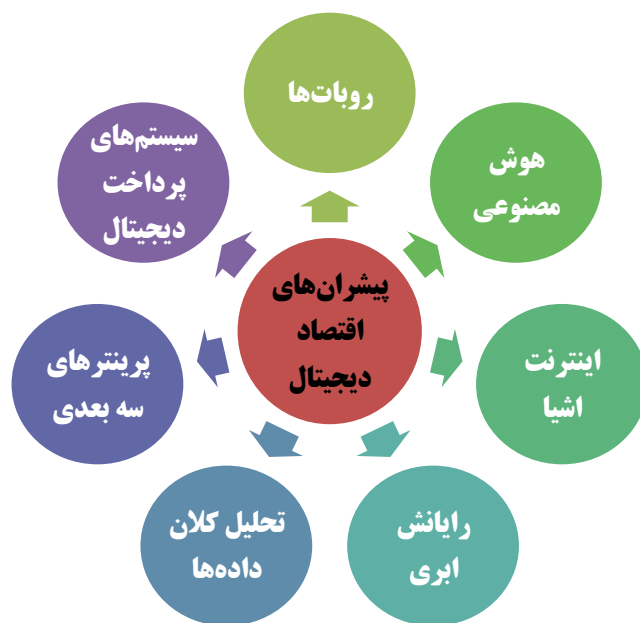 روبات‌ها
هوش
مصنوعی
اینترنت
اشیا
رایانش
ابری
تحلیل کلان
داده‌ها
پرینترهای
سه بعدی
سیستم‌های
پرداخت
دیجیتال
پیشران‌های
اقتصاد
دیجیتال